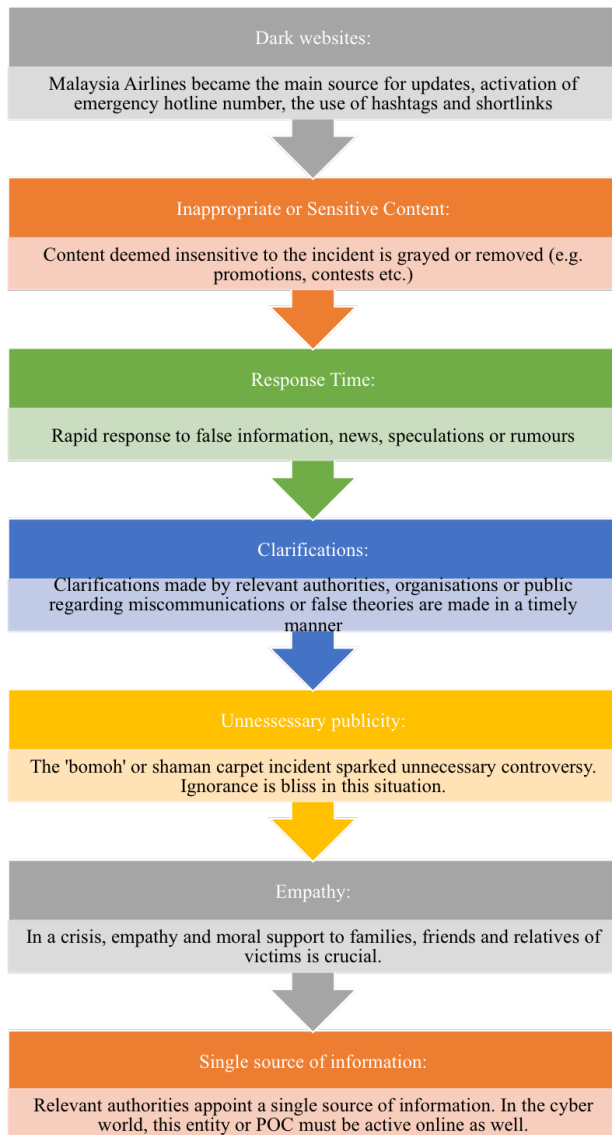 Dark websites:
Malaysia Airlines became the main source for updates, activation of
emergency hotline number, the use of hashtags and shortlinks
Inappropriate or Sensitive Content:
Content deemed insensitive to the incident is grayed or removed (e.g.
promotions, contests etc.)
Response Time:
Rapid response to false information, news, speculations or rumours
Clarifications:
Clarifications made by relevant authorities, organisations or public
regarding miscommunications or false theories are made in a timely
manner
Unnessessary publicity:
The 'bomoh' or shaman carpet incident sparked unnecessary controversy.
Ignorance is bliss in this situation.
Empathy:
In a crisis, empathy and moral support to families, friends and relatives of
victims is crucial.
Single source of information:
Relevant authorities appoint a single source of information. In the cyber
world, this entity or POC must be active online as well.